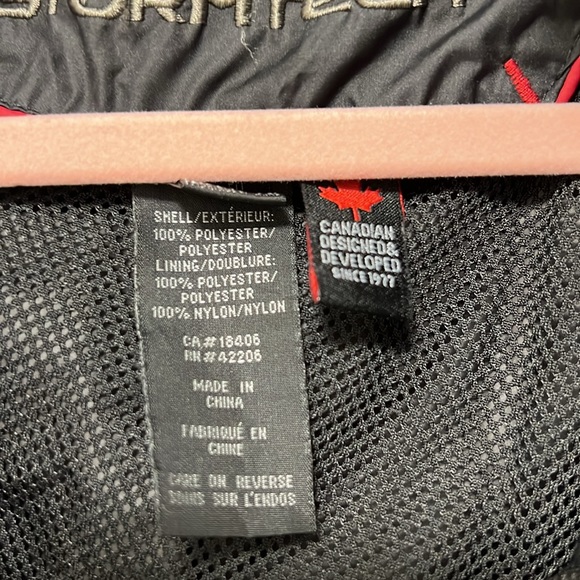 STORMTECH
SHELL/EXTÉRIEUR:
100% POLYESTER/
POLYESTER
LINING/DOUBLURE:
100% POLYESTER/
POLYESTER
100% NYLON/NYLON
CA# 18406
RN# 42206
MADE IN
CHINA
FABRIQUÉ EN
CHINE
CARE ON REVERSE
SOINS SUR L'ENDOS
CANADIAN
DESIGNED&
DEVELOPED
SINCE 1977